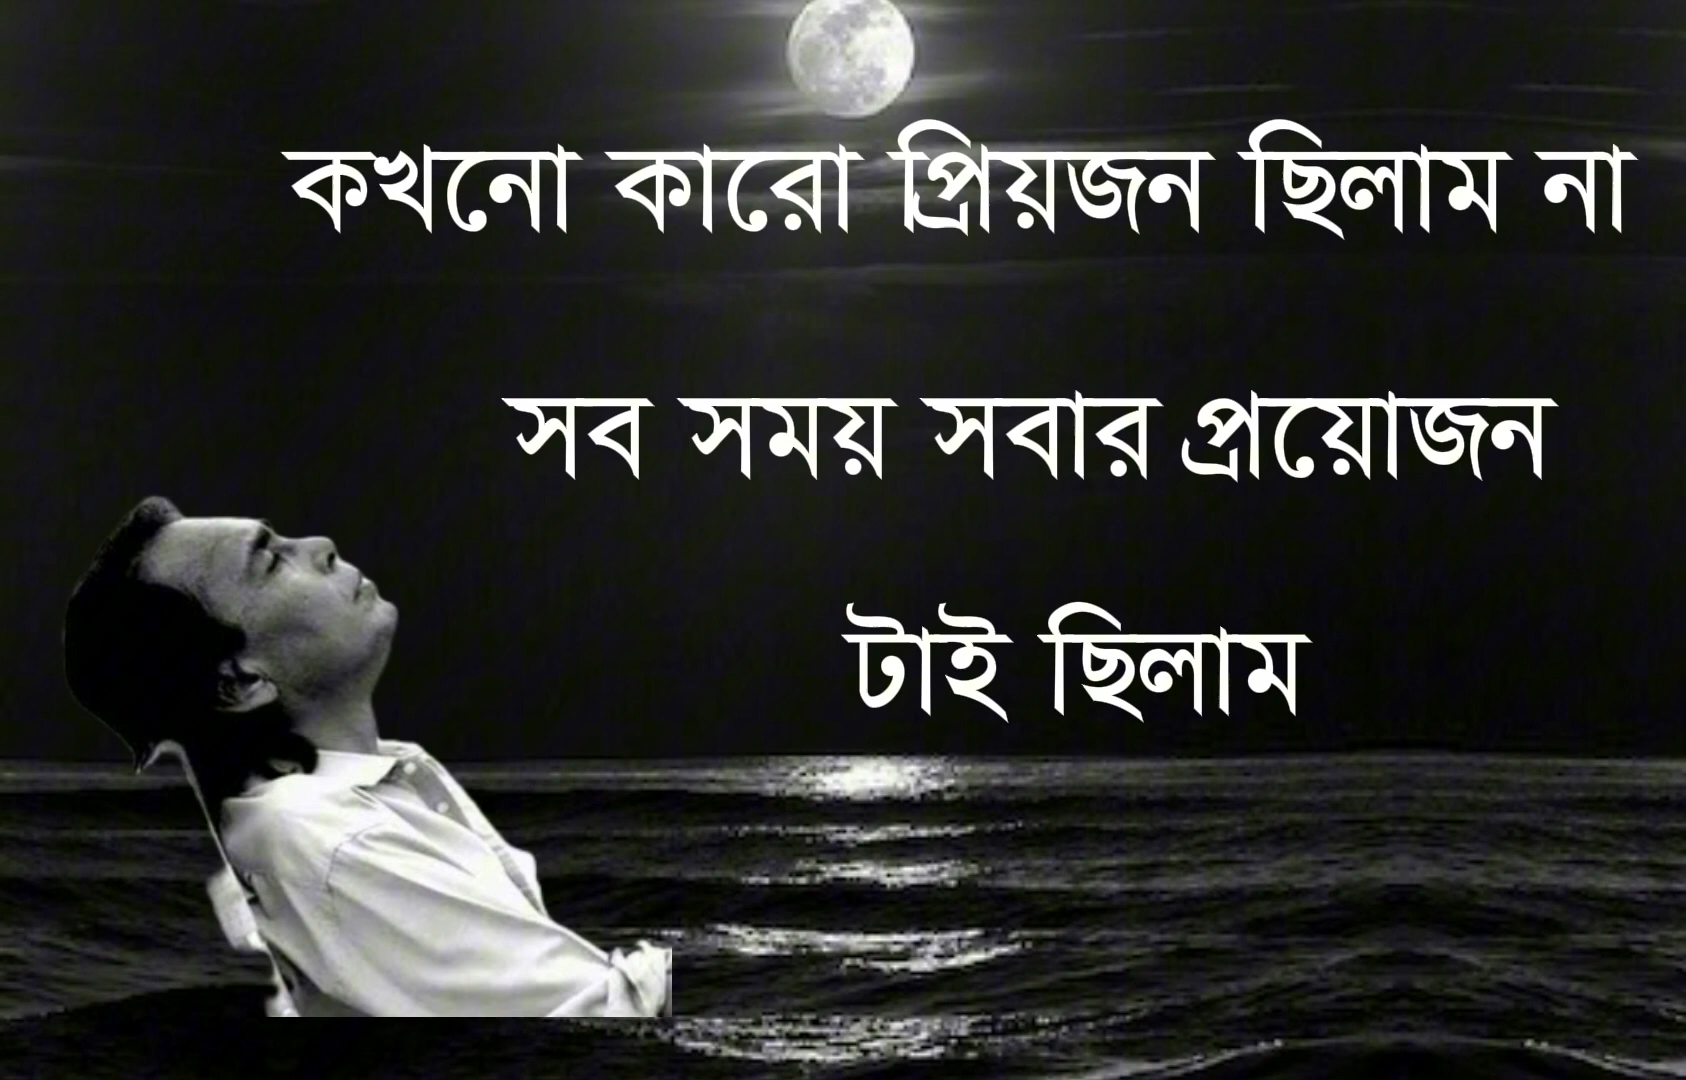 কখনো কারো প্রিয়জন ছিলাম না
সব সময় সবার প্রয়োজন
টাই ছিলাম